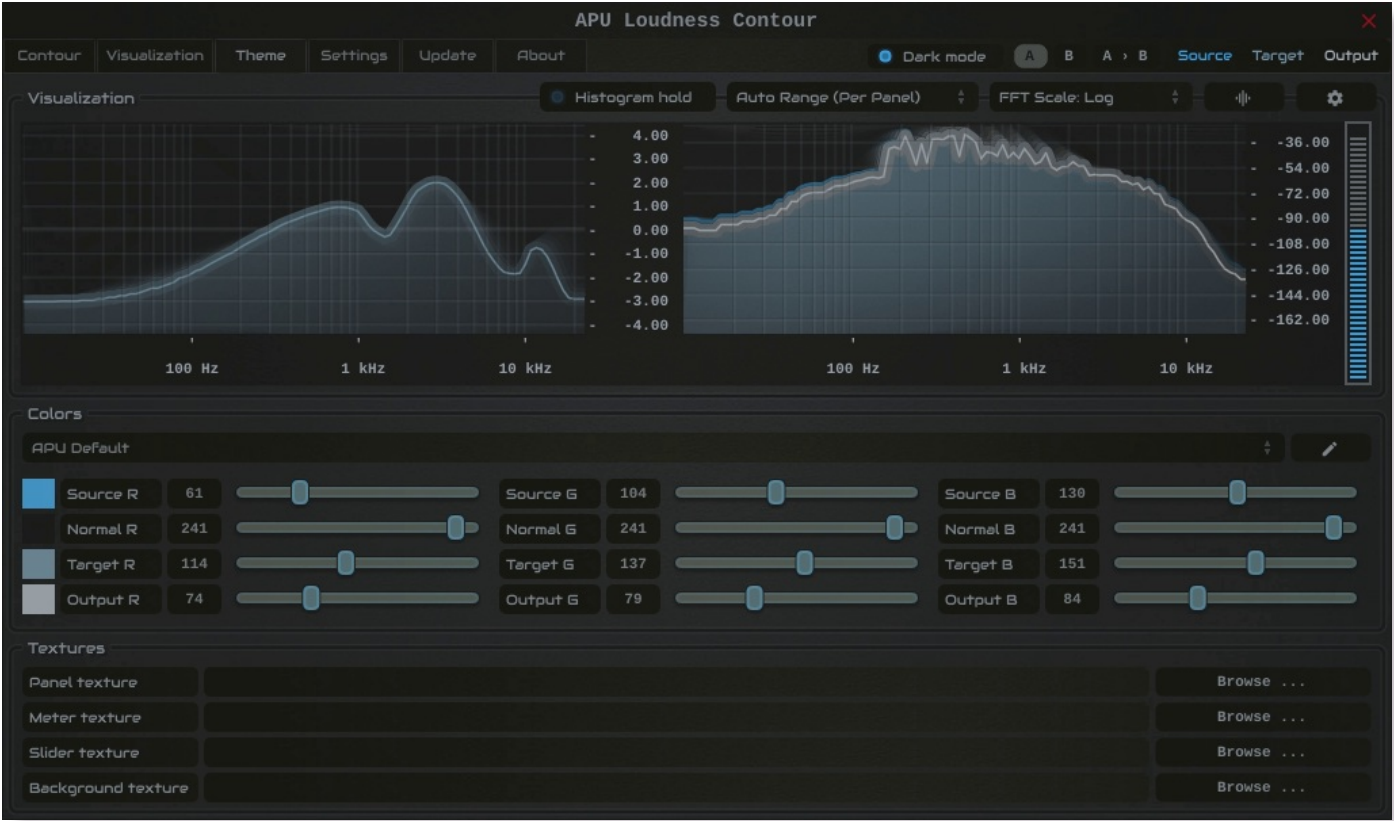 APU Loudness Contour
Contour Visualization Theme Settings Update About Dark mode A B A › B Source Target Output
Visualization Histogram hold Auto Range (Per Panel) FFT Scale: Log
4.00
3.00
2.00
1.00
0.00
-1.00
-2.00
-3.00
-4.00
100 Hz 1 kHz 10 kHz
-36.00
-54.00
-72.00
-90.00
-108.00
-126.00
-144.00
-162.00
100 Hz 1 kHz 10 kHz
Colors
APU Default
Source R 61 Source G 104 Source B 130
Normal R 241 Normal G 241 Normal B 241
Target R 114 Target G 137 Target B 151
Output R 74 Output G 79 Output B 84
Textures
Panel texture Browse ...
Meter texture Browse ...
Slider texture Browse ...
Background texture Browse ...